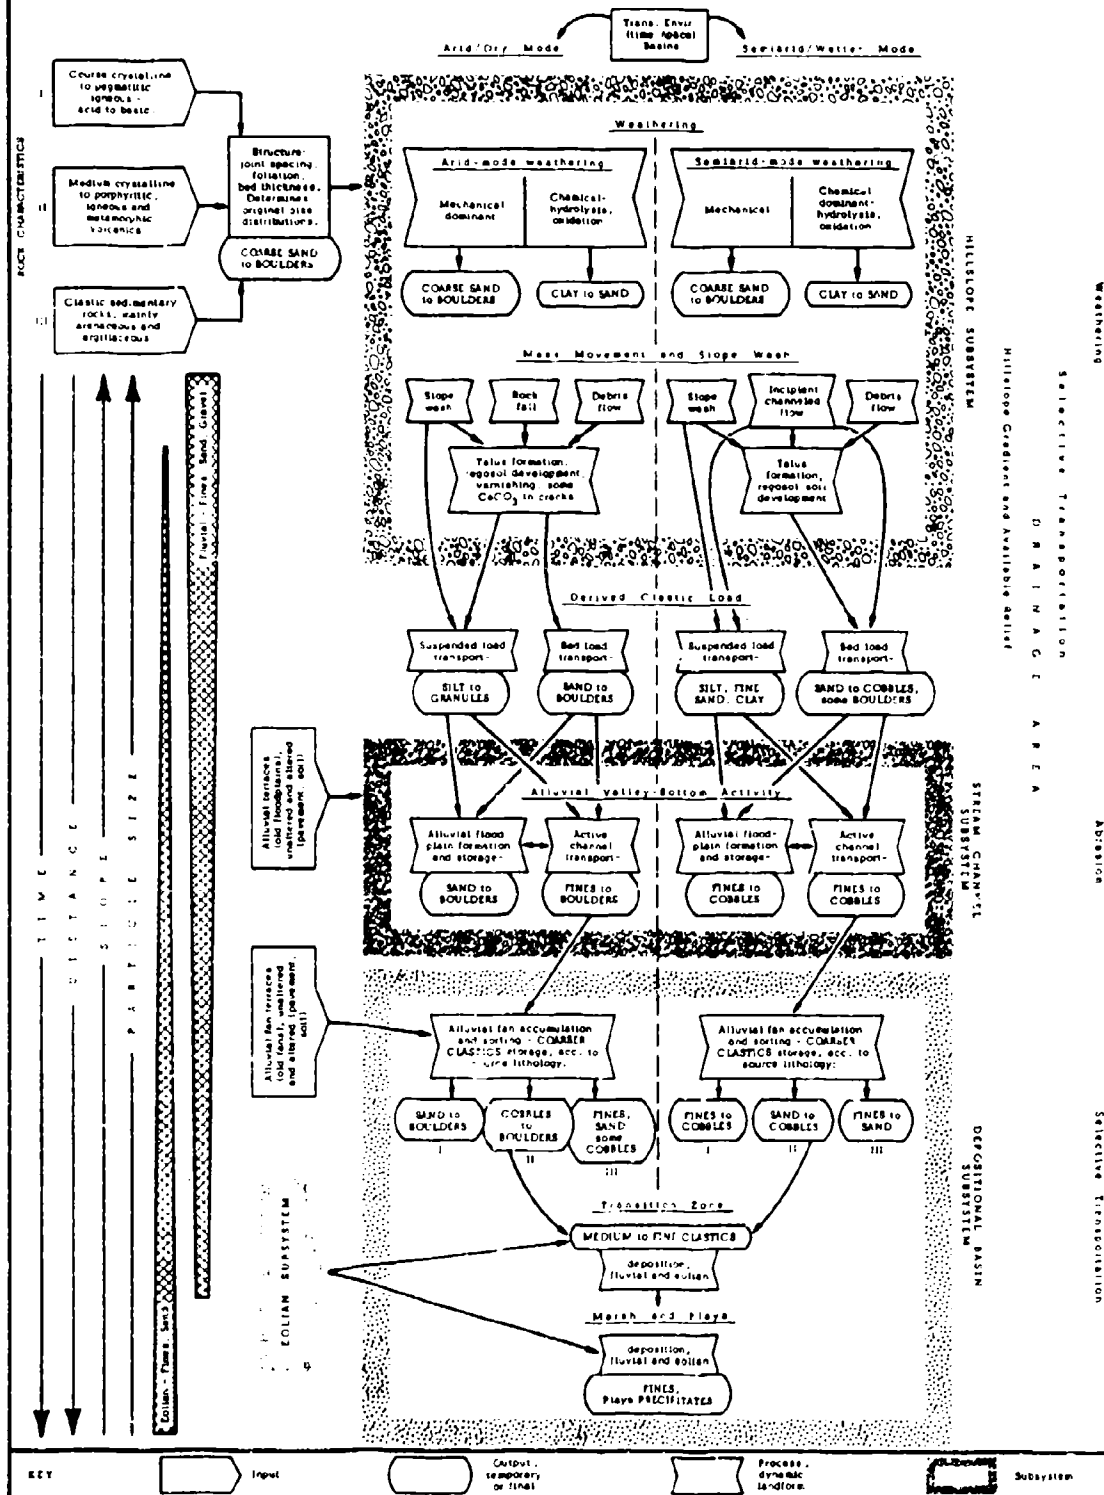 Trans. Envir.
(time/space)
Basins
Arid/Dry Mode
Semiarid/Wetter Mode
ROCK CHARACTERISTICS
I
Course crystalline
to pegmatitic
igneous -
acid to basic.
II
Medium crystalline
to porphyritic,
igneous and
metamorphic
volcanics
III
Clastic sedimentary
rocks, mainly
arenaceous and
argillaceous
Structure-
joint spacing,
foliation,
bed thickness.
Determines
original size
distributions.
COARSE SAND
to BOULDERS
Weathering
Arid-mode weathering
Mechanical
dominant
Chemical-
hydrolysis,
oxidation
COARSE SAND
to BOULDERS
CLAY to SAND
Semiarid-mode weathering
Mechanical
Chemical
dominant-
hydrolysis,
oxidation
COARSE SAND
to BOULDERS
CLAY to SAND
Mass Movement and Slope Wash
Slope
wash
Rock
fall
Debris
flow
Slope
wash
Incipient
channeled
flow
Debris
flow
Talus formation,
regosol development,
varnishing, some
CaCO3 in cracks
Talus
formation,
regosol soil
development
HILLSLOPE SUBSYSTEM
Derived Clastic Load
Suspended load
transport-
SILT to
GRANULES
Bed load
transport-
SAND to
BOULDERS
Suspended load
transport-
SILT, FINE
SAND, CLAY
Bed load
transport-
SAND to COBBLES,
some BOULDERS
Alluvial terraces
(old floodplains),
unaltered and altered
(pavement, soil)
Alluvial Valley-Bottom Activity
Alluvial flood
plain formation
and storage-
SAND to
BOULDERS
Active
channel
transport-
FINES to
BOULDERS
Alluvial flood-
plain formation
and storage-
FINES to
COBBLES
Active
channel
transport-
FINES to
COBBLES
STREAM CHANNEL
SUBSYSTEM
Alluvial fan terraces
(old fans), unaltered
and altered (pavement,
soil)
Alluvial fan accumulation
and sorting - COARSER
CLASTICS storage, acc. to
lithology.
SAND to
BOULDERS
I
COBBLES
to
BOULDERS
II
FINES,
SAND
some
COBBLES
III
Alluvial fan accumulation
and sorting - COARSER
CLASTICS storage, acc. to
source lithology:
FINES to
COBBLES
I
SAND to
COBBLES
II
FINES to
SAND
III
Transition Zone
MEDIUM to FINE CLASTICS
deposition,
fluvial and eolian
Marsh and Playa
deposition,
fluvial and eolian
FINES,
Playa PRECIPITATES
EOLIAN SUBSYSTEM
DEPOSITIONAL BASIN
SUBSYSTEM
TIME
DISTANCE
SLOPE
PARTICLE SIZE
Eolian - Fines, Sand
Fluvial - Fines, Sand, Gravel
Hillslope Gradient and Available Relief
DRAINAGE AREA
Selective Transportation
Weathering
Abrasion
Selective Transportation
KEY
Input
Output,
temporary
or final
Process,
dynamic
landform
Subsystem